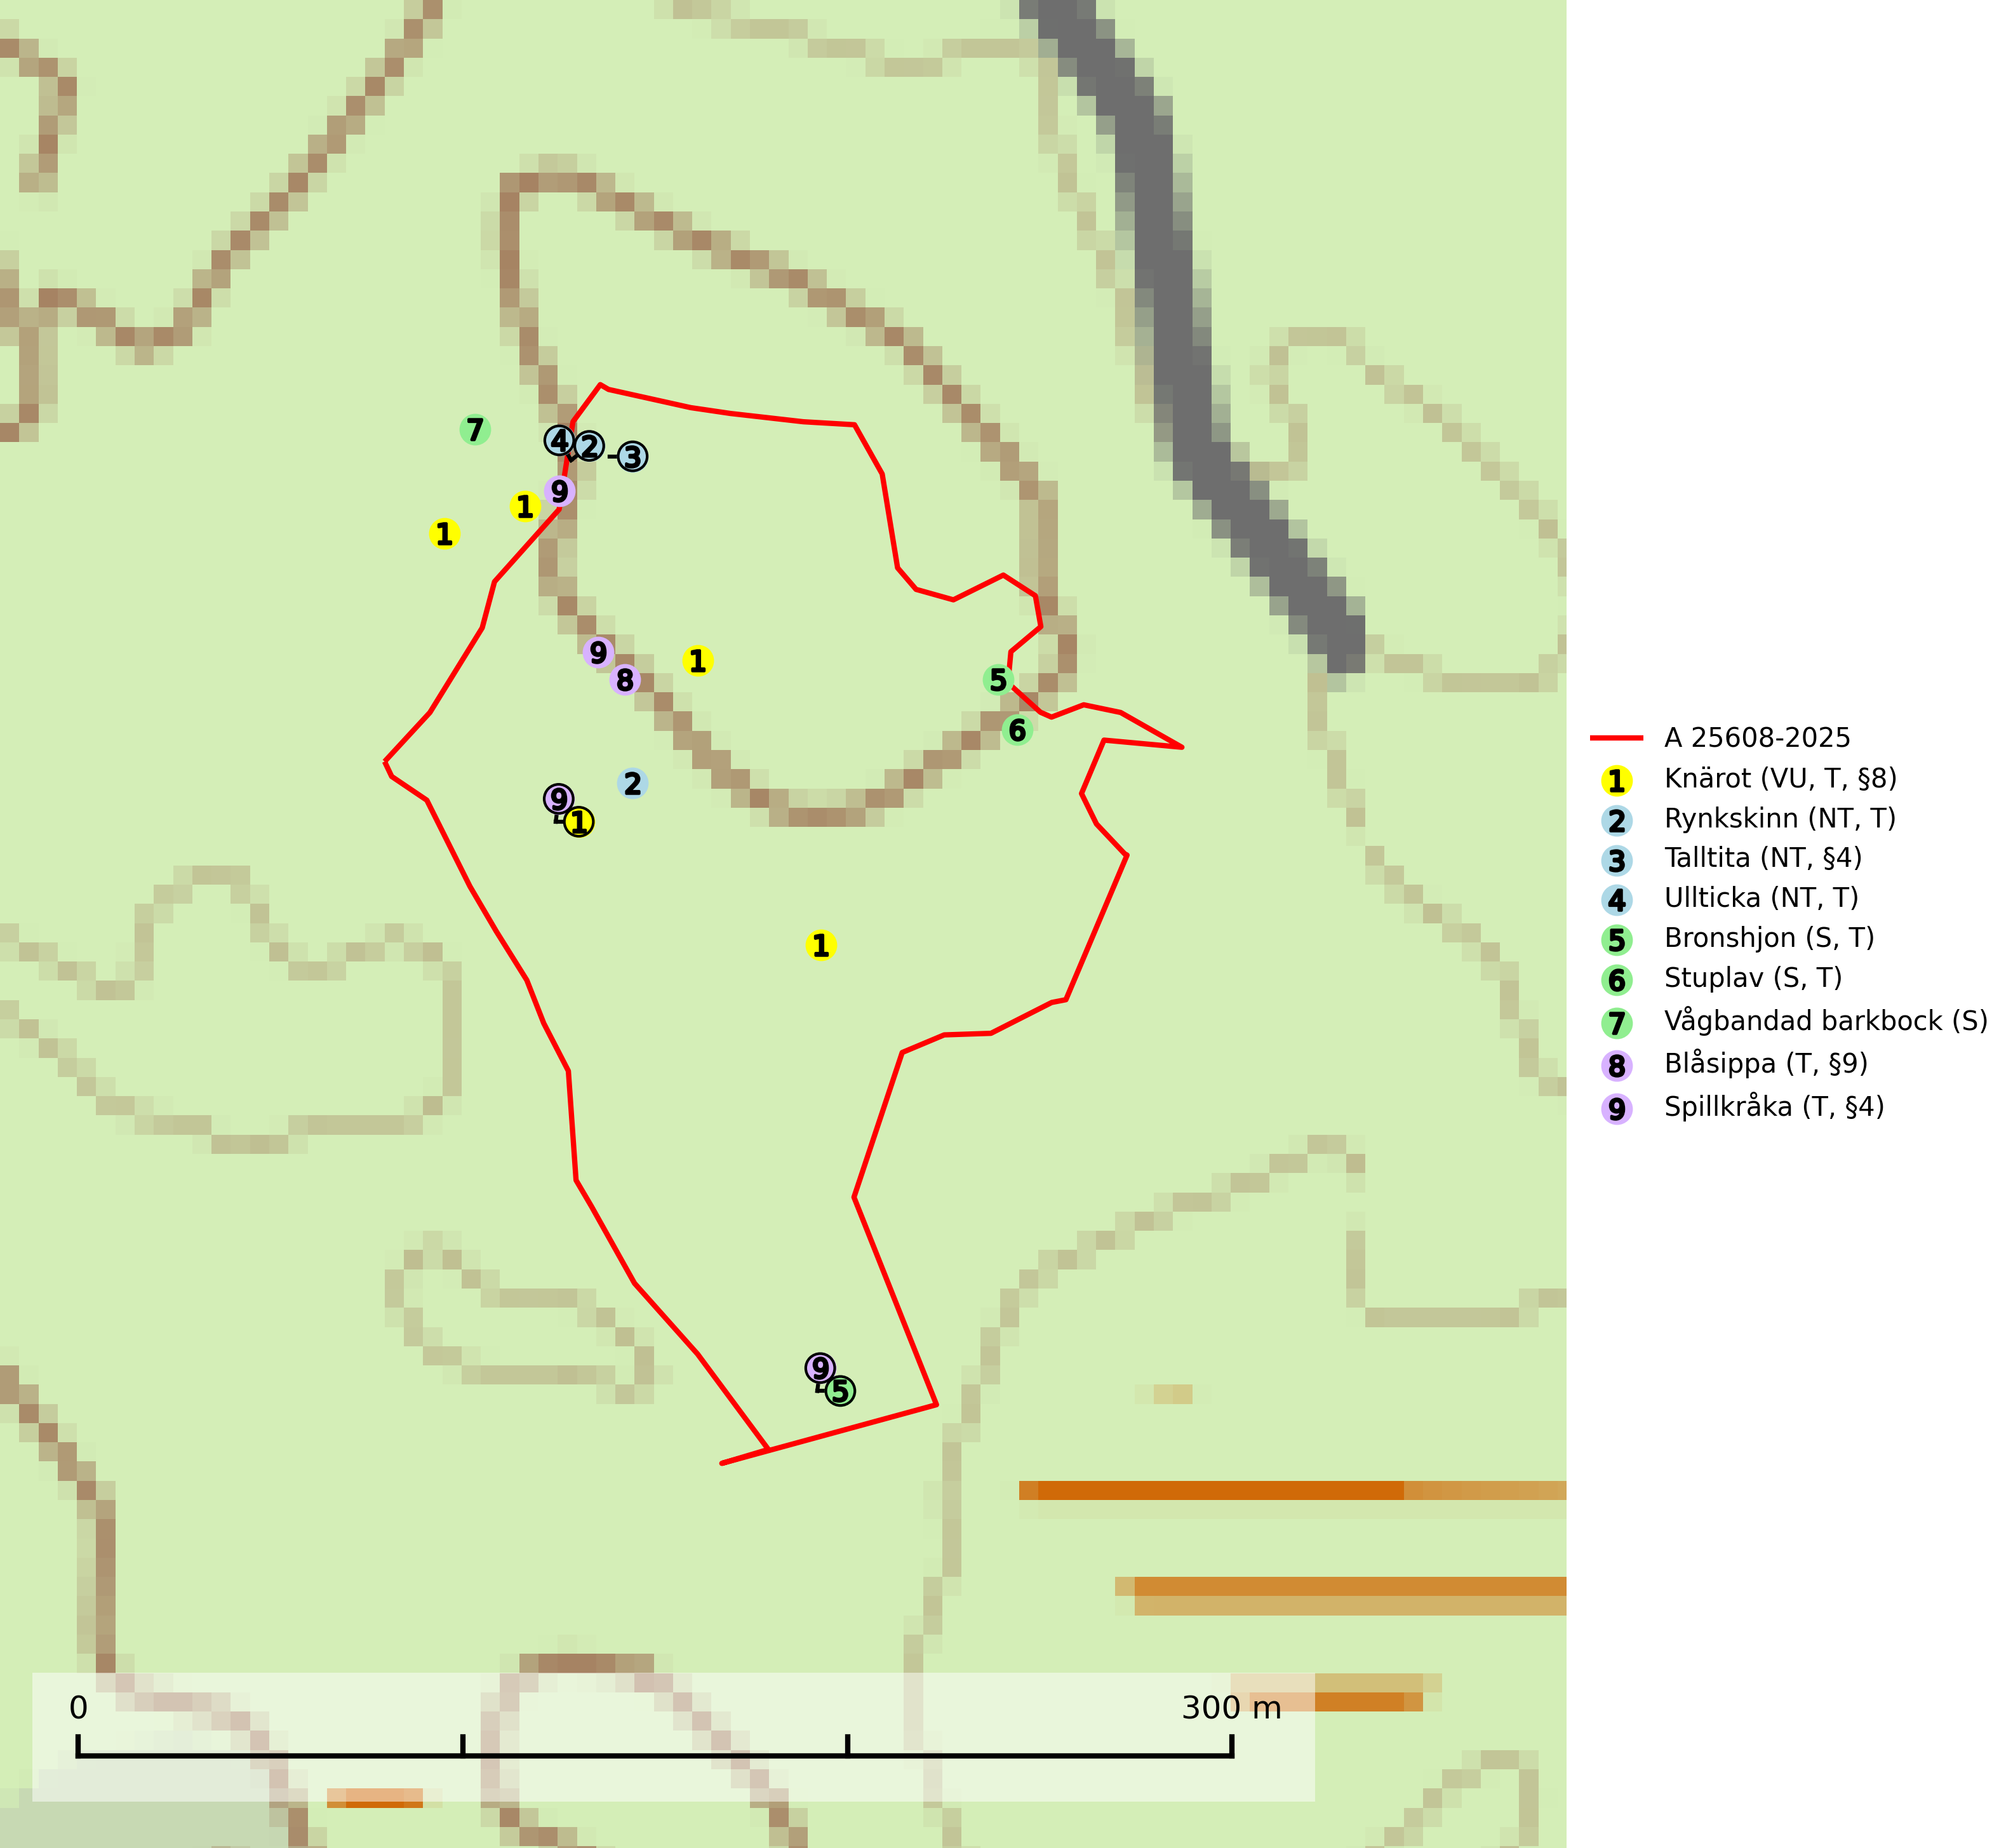 7
4
2
3
9
1
1
9
8
1
5
6
2
9
1
1
9
5
A 25608-2025
1 Knärot (VU, T, §8)
2 Rynkskinn (NT, T)
3 Talltita (NT, §4)
4 Ullticka (NT, T)
5 Bronshjon (S, T)
6 Stuplav (S, T)
7 Vågbandad barkbock (S)
8 Blåsippa (T, §9)
9 Spillkråka (T, §4)
0 300 m